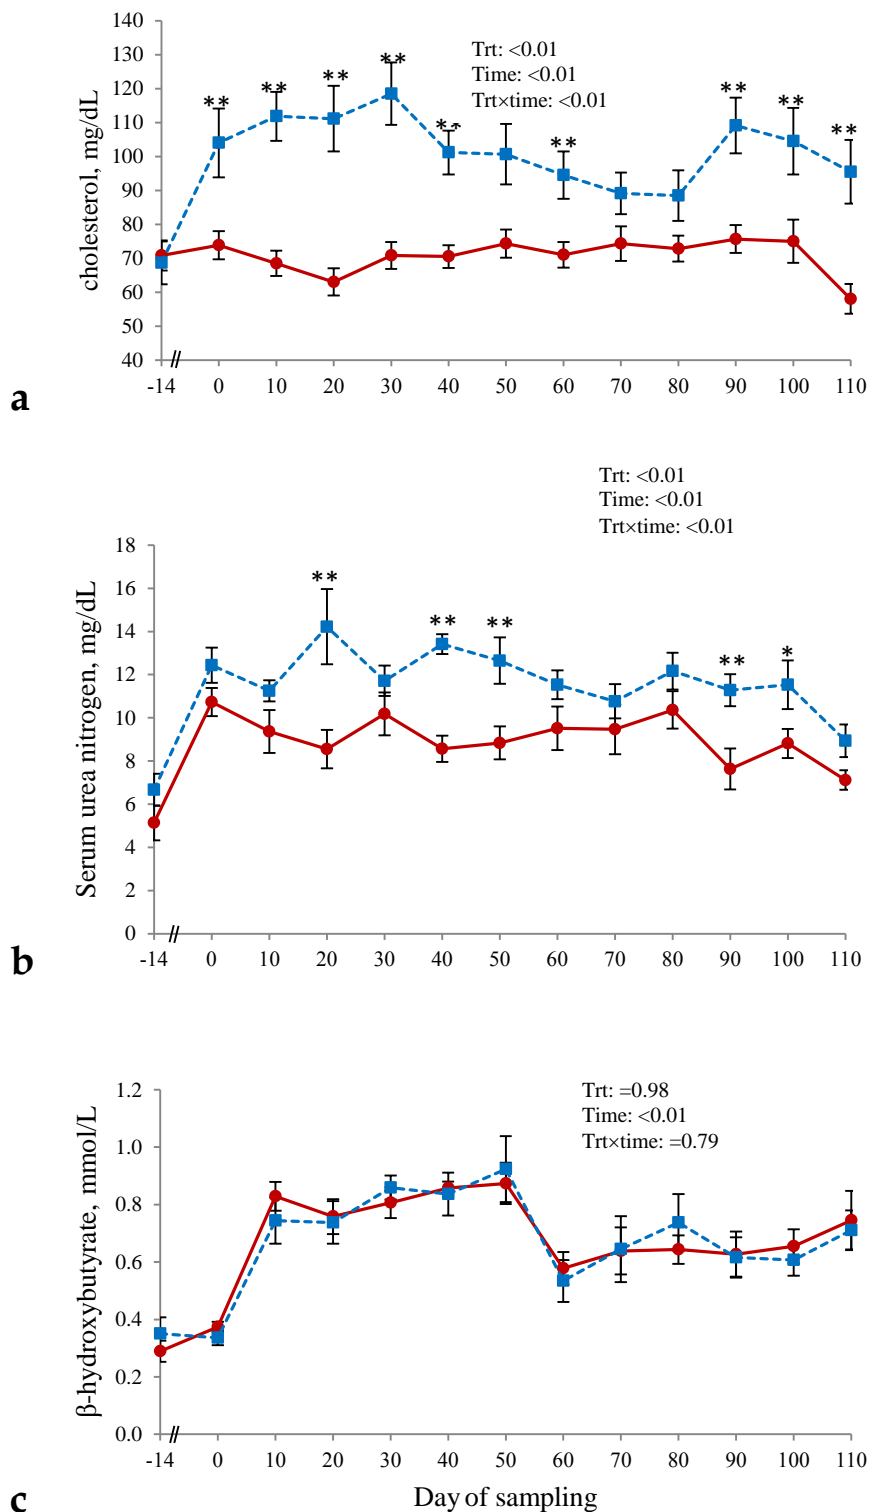 140
130
120
110
100
90
80
70
60
50
40
cholesterol, mg/dL
Trt: <0.01
Time: <0.01
Trt×time: <0.01
** ** ** ** ** ** ** ** **
-14 // 0 10 20 30 40 50 60 70 80 90 100 110
a
Trt: <0.01
Time: <0.01
Trt×time: <0.01
18
16
14
12
10
8
6
4
2
0
Serum urea nitrogen, mg/dL
** ** ** ** *
-14 // 0 10 20 30 40 50 60 70 80 90 100 110
b
Trt: =0.98
Time: <0.01
Trt×time: =0.79
1.2
1.0
0.8
0.6
0.4
0.2
0.0
β-hydroxybutyrate, mmol/L
-14 // 0 10 20 30 40 50 60 70 80 90 100 110
c
Day of sampling